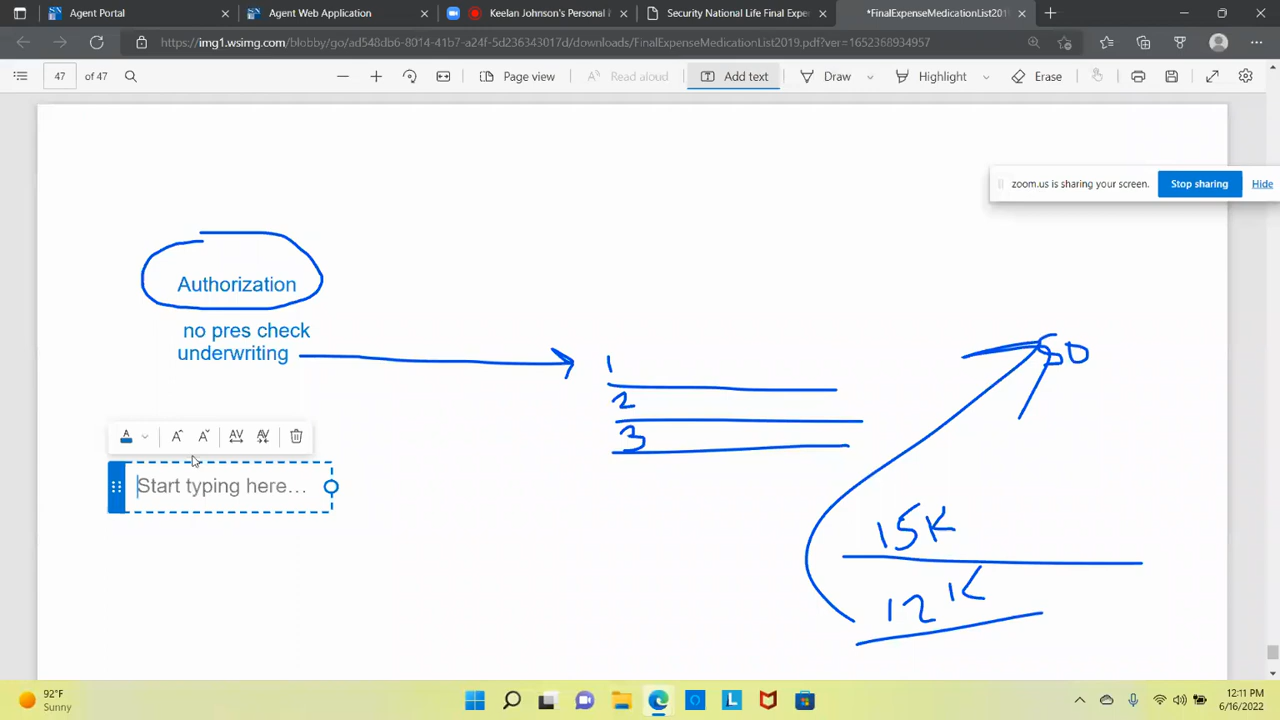 Agent Portal
Agent Web Application
Keelan Johnson's Personal
Security National Life Final Expe
*FinalExpenseMedicationList201
https://img1.wsimg.com/blobby/go/ad548db6-8014-41b7-a24f-5d236343017d/downloads/FinalExpenseMedicationList2019.pdf?ver=1652368934957
47 of 47
Page view
Read aloud
Add text
Draw
Highlight
Erase
zoom.us is sharing your screen.
Stop sharing
Hide
Authorization
no pres check
underwriting
1
2
3
50
Start typing here...
15K
12K
92°F
Sunny
12:11 PM
6/16/2022